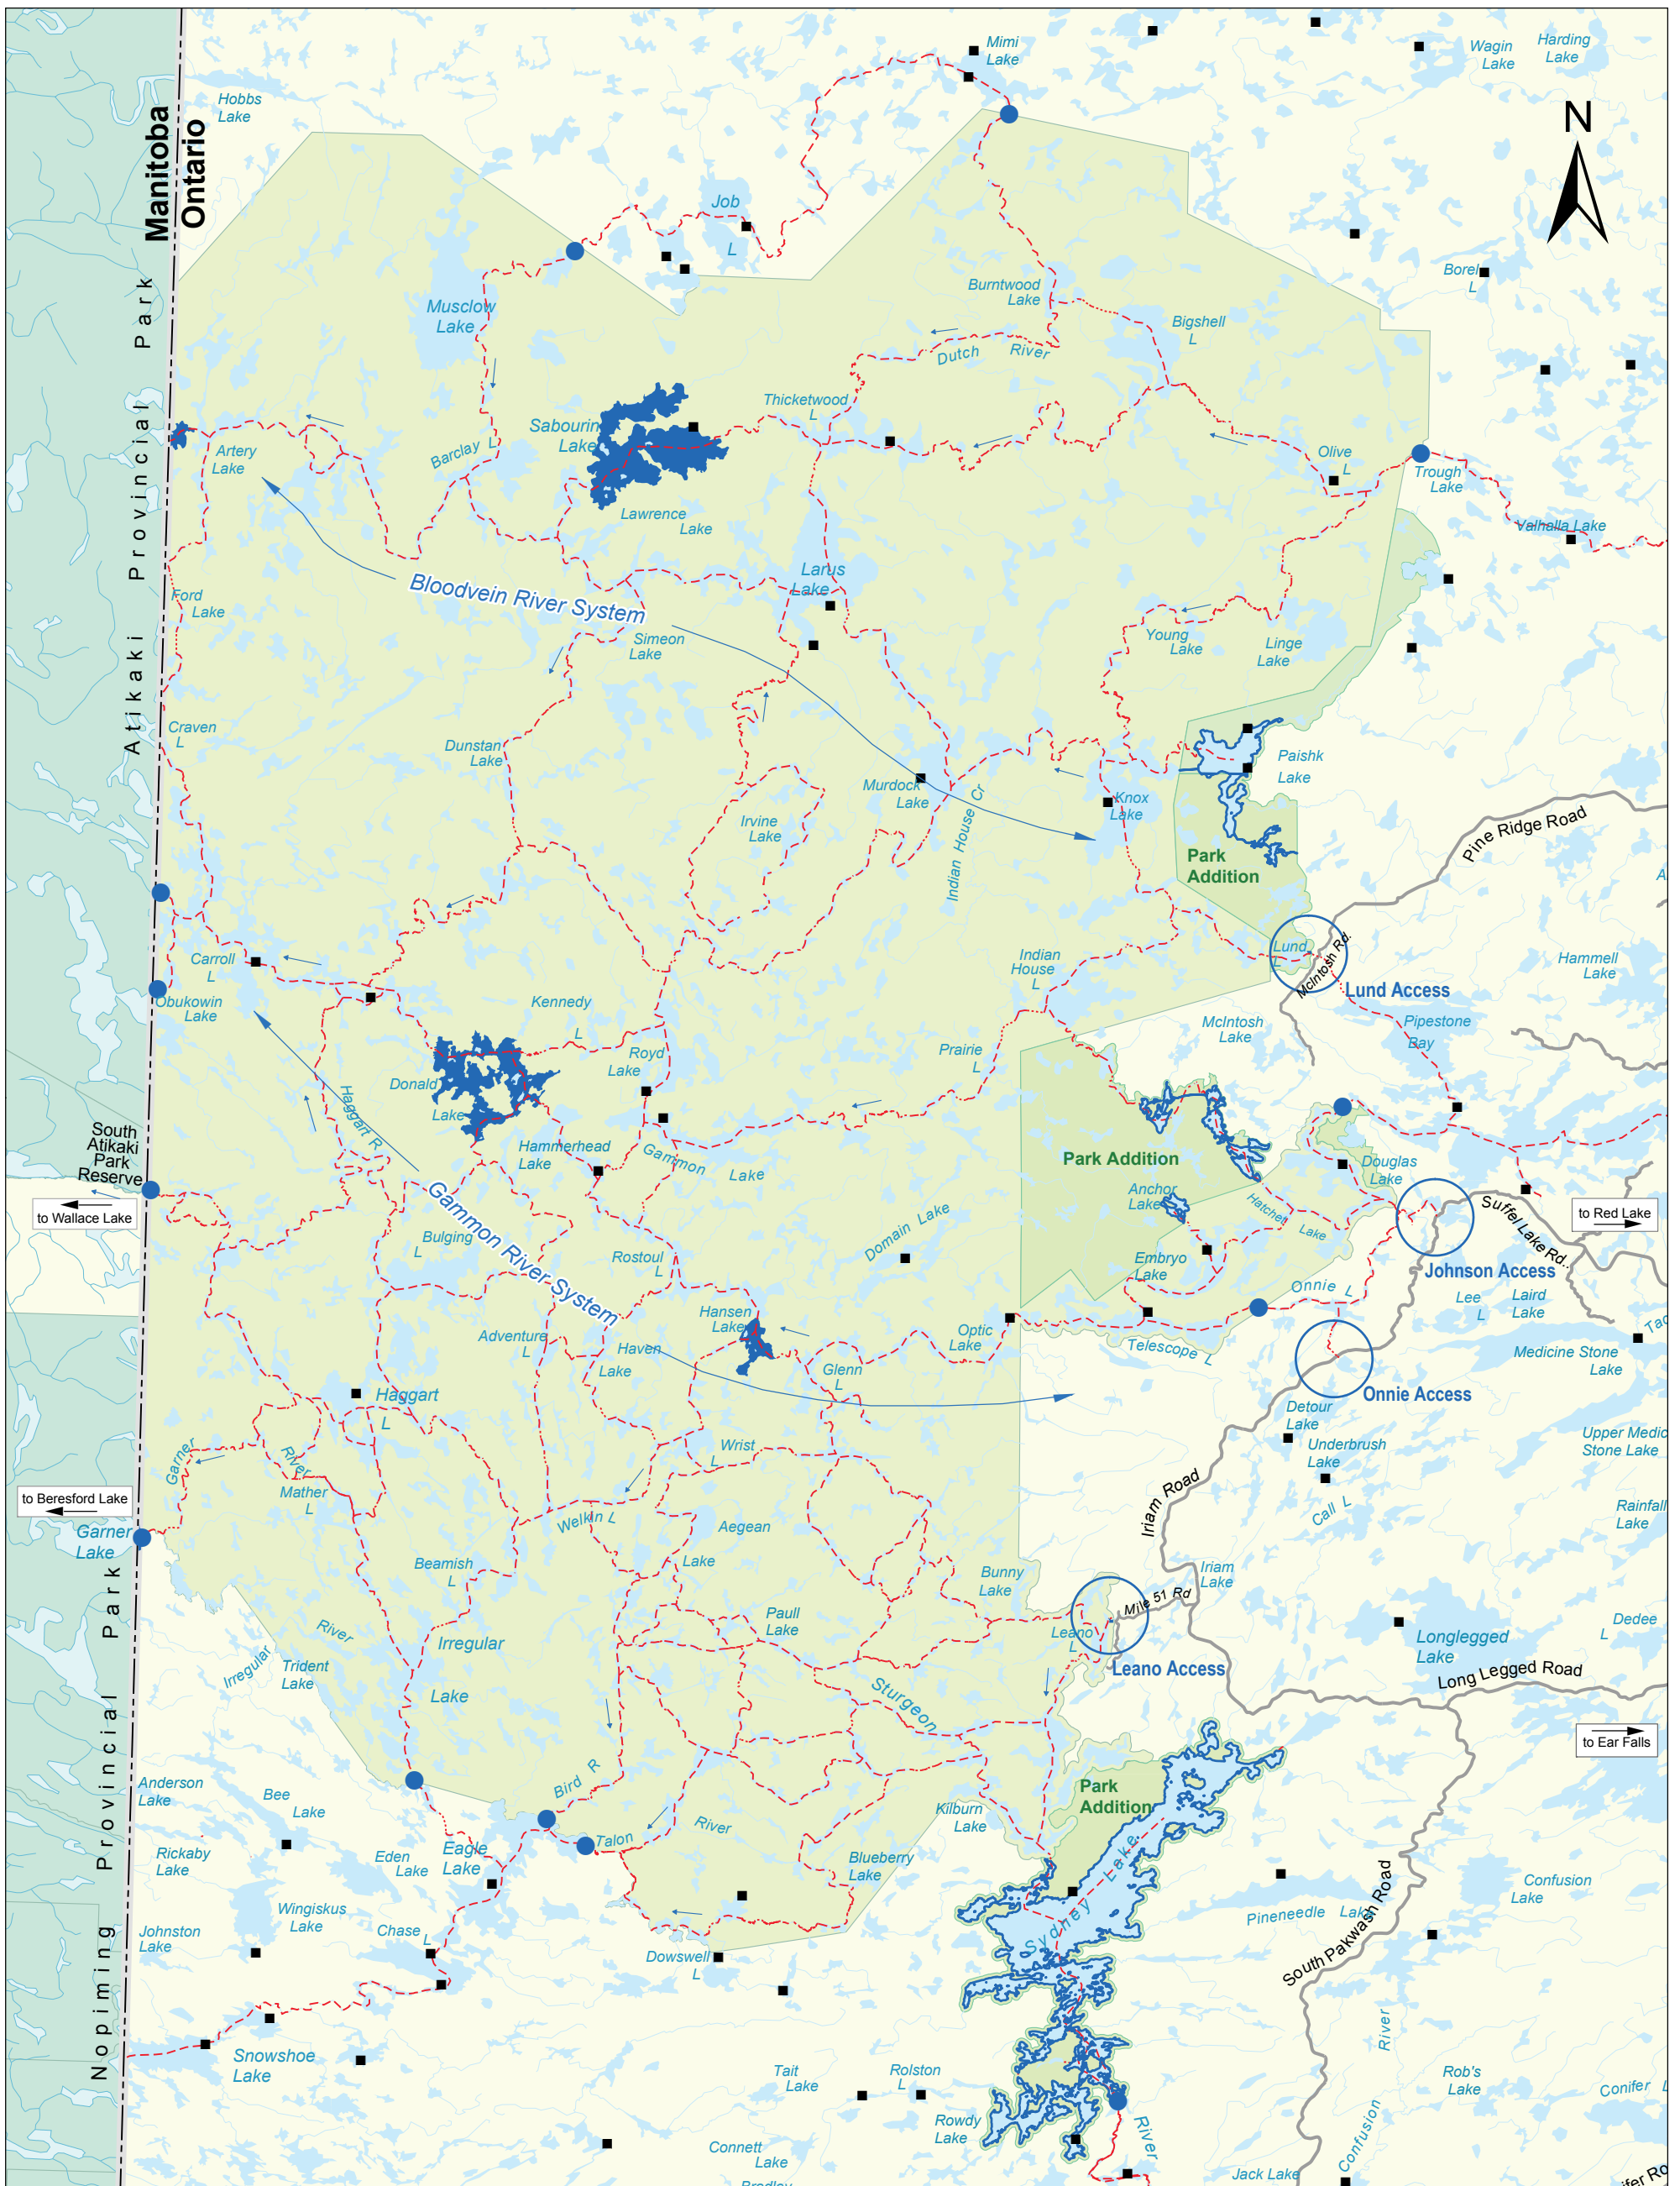 Mimi
Lake
Wagin
Lake
Harding
Lake
Hobbs
Lake
N
Manitoba
Ontario
Job
L
Borel
L
Burntwood
Lake
Musclow
Lake
Bigshell
L
Dutch River
Thicketwood
L
Sabourin
Lake
Barclay L
Artery
Lake
Olive
L
Trough
Lake
Lawrence
Lake
Valhalla Lake
Atikaki Provincial Park
Larus
Lake
Bloodvein River System
Ford
Lake
Simeon
Lake
Young
Lake
Linge
Lake
Craven
L
Dunstan
Lake
Paishk
Lake
Murdock
Lake
Knox
Lake
Irvine
Lake
Indian House Cr
Pine Ridge Road
Park
Addition
A
Lund
L
McIntosh Rd.
Carroll
L
Indian
House
L
Hammell
Lake
Lund Access
Obukowin
Lake
Kennedy
L
McIntosh
Lake
Pipestone
Bay
Prairie
L
Royd
Lake
Donald
Lake
Haggart R
South
Atikaki
Park
Reserve
Hammerhead
Lake
Gammon Lake
Park Addition
Douglas
Lake
Anchor
Lake
Hatchet
Lake
to Wallace Lake
Suffel Lake Rd.
to Red Lake
Gammon River System
Bulging
L
Domain Lake
Rostoul
L
Embryo
Lake
Johnson Access
Onnie L
Lee
L
Laird
Lake
Hansen
Lake
Optic
Lake
Tac
Adventure
L
Haven
Lake
Telescope L
Medicine Stone
Lake
Glenn
L
Onnie Access
Haggart
L
Detour
Lake
Underbrush
Lake
Upper Medic
Stone Lake
Garner
River
Wrist
L
Mather
L
to Beresford Lake
Iriam Road
Call L
Rainfall
Lake
Welkin L
Aegean
Lake
Garner
Lake
Beamish
L
Bunny
Lake
Iriam
Lake
Mile 51 Rd
Paull
Lake
Leano
L
Dedee
L
Irregular
River
Irregular
Lake
Trident
Lake
Longlegged
Lake
Leano Access
Long Legged Road
Sturgeon
River
to Ear Falls
Nopiming Provincial Park
Anderson
Lake
Bee
Lake
Bird R
Park
Addition
Kilburn
Lake
Talon
Rickaby
Lake
Eden
Lake
Eagle
Lake
Blueberry
Lake
Sydney Lake
Confusion
Lake
Wingiskus
Lake
Pineneedle Lake
Johnston
Lake
Chase
L
South Pakwash Road
Dowswell
L
Snowshoe
Lake
Tait
Lake
Rolston
L
River
Confusion
Rob's
Lake
Conifer L
Rowdy
Lake
River
Connett
Lake
Jack Lake